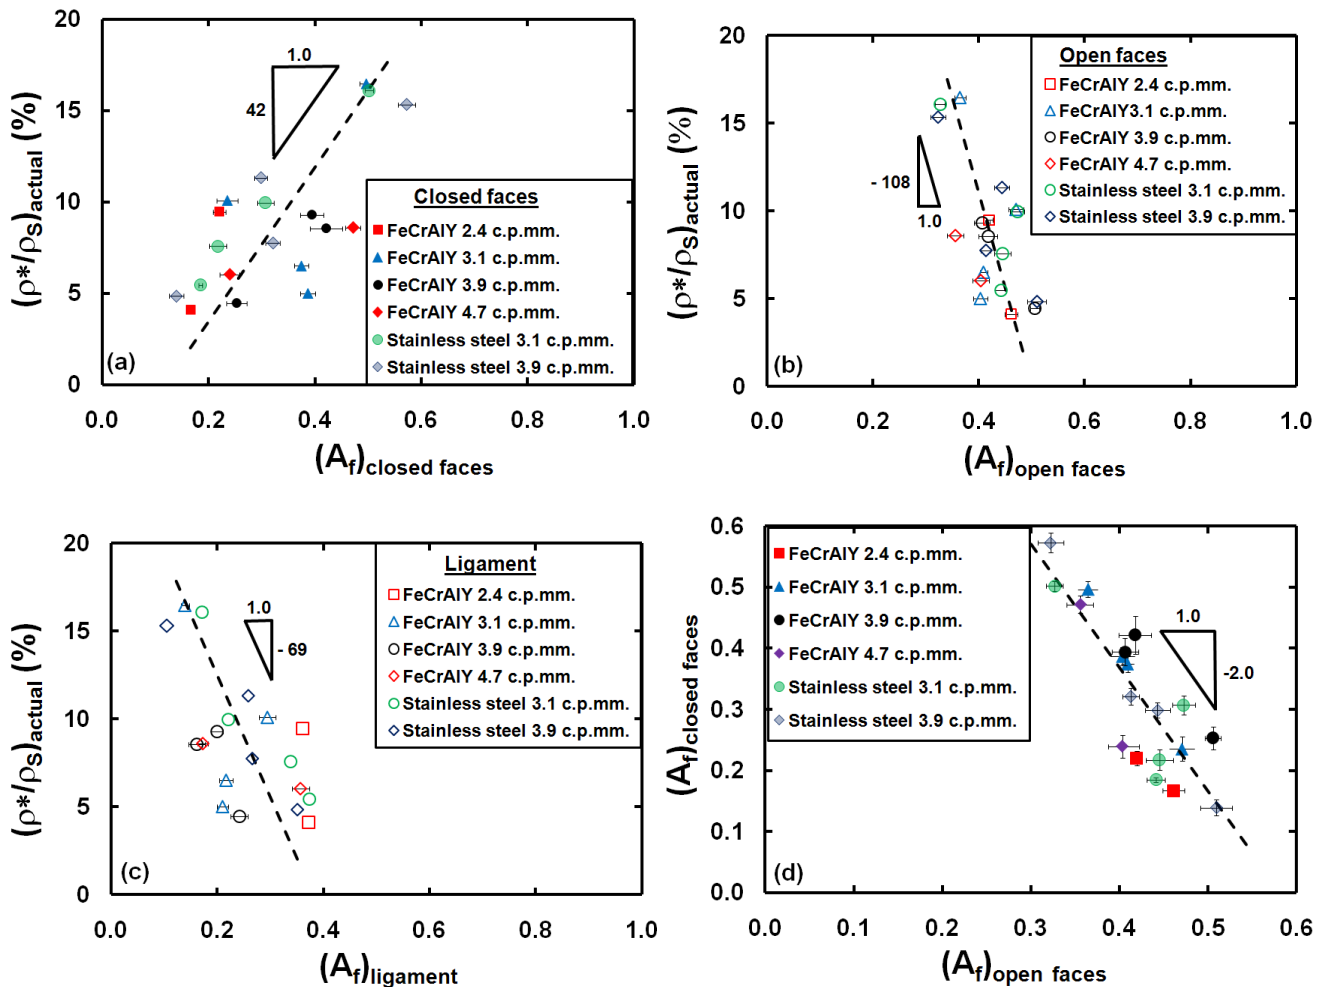 (ρ*/ρS)actual (%)
20
15
10
5
0
0.0 0.2 0.4 0.6 0.8 1.0
(Af)closed faces
(a)
1.0
42
Closed faces
FeCrAlY 2.4 c.p.mm.
FeCrAlY 3.1 c.p.mm.
FeCrAlY 3.9 c.p.mm.
FeCrAlY 4.7 c.p.mm.
Stainless steel 3.1 c.p.mm.
Stainless steel 3.9 c.p.mm.
(ρ*/ρS)actual (%)
20
15
10
5
0
0.0 0.2 0.4 0.6 0.8 1.0
(Af)open faces
(b)
- 108
1.0
Open faces
FeCrAlY 2.4 c.p.mm.
FeCrAlY3.1 c.p.mm.
FeCrAlY 3.9 c.p.mm.
FeCrAlY 4.7 c.p.mm.
Stainless steel 3.1 c.p.mm.
Stainless steel 3.9 c.p.mm.
(ρ*/ρS)actual (%)
20
15
10
5
0
0.0 0.2 0.4 0.6 0.8 1.0
(Af)ligament
(c)
1.0
- 69
Ligament
FeCrAlY 2.4 c.p.mm.
FeCrAlY 3.1 c.p.mm.
FeCrAlY 3.9 c.p.mm.
FeCrAlY 4.7 c.p.mm.
Stainless steel 3.1 c.p.mm.
Stainless steel 3.9 c.p.mm.
(Af)closed faces
0.6
0.5
0.4
0.3
0.2
0.1
0.0
0.0 0.1 0.2 0.3 0.4 0.5 0.6
(Af)open faces
(d)
1.0
-2.0
FeCrAlY 2.4 c.p.mm.
FeCrAlY 3.1 c.p.mm.
FeCrAlY 3.9 c.p.mm.
FeCrAlY 4.7 c.p.mm.
Stainless steel 3.1 c.p.mm.
Stainless steel 3.9 c.p.mm.